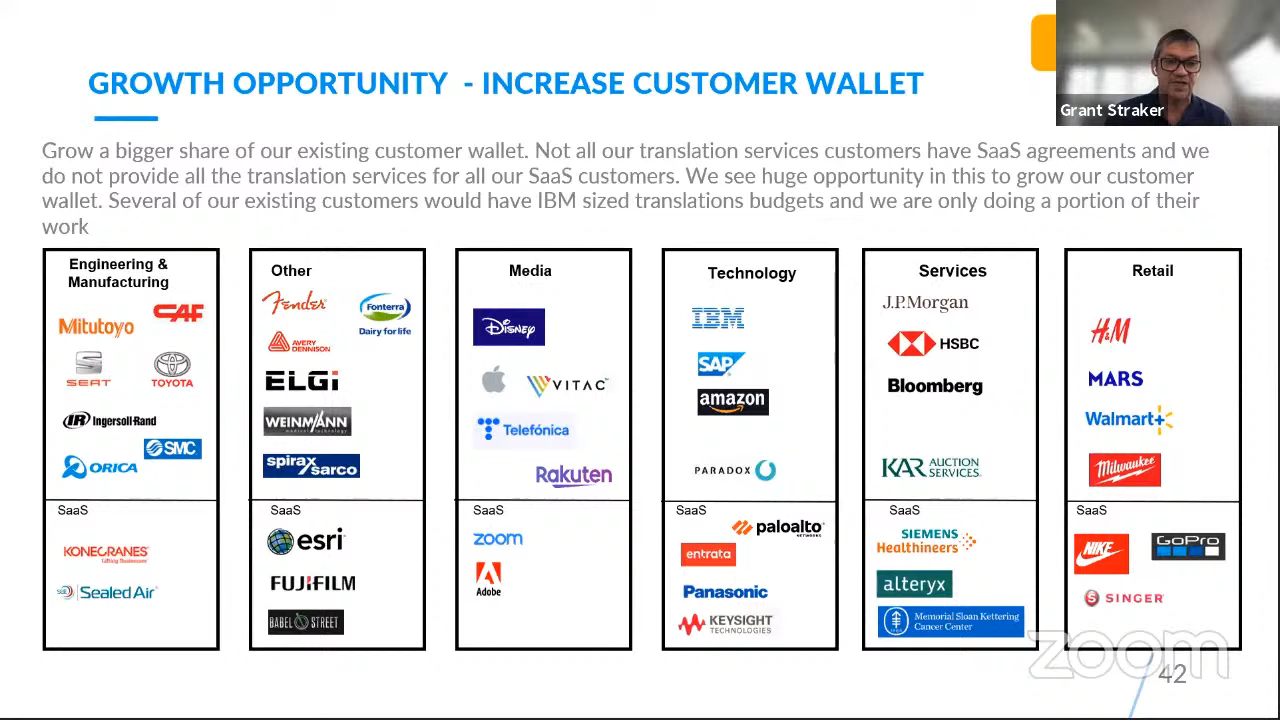 GROWTH OPPORTUNITY - INCREASE CUSTOMER WALLET
Grant Straker
Grow a bigger share of our existing customer wallet. Not all our translation services customers have SaaS agreements and we
do not provide all the translation services for all our SaaS customers. We see huge opportunity in this to grow our customer
wallet. Several of our existing customers would have IBM sized translations budgets and we are only doing a portion of their
work
Engineering &
Manufacturing
CAF
Mitutoyo
SEAT
TOYOTA
IR Ingersoll-Rand
SMC
ORICA
SaaS
KONECRANES
Lifting Businesses
Sealed Air
Other
Fender
Fonterra
Dairy for life
AVERY
DENNISON
ELGi
WEINMANN
medical technology
spirax
sarco
SaaS
esri
FUJIFILM
BABEL STREET
Media
Disney
VITAC
Telefónica
Rakuten
SaaS
zoom
Adobe
Technology
IBM
SAP
amazon
PARADOX
SaaS
paloalto
NETWORKS
entrata
Panasonic
KEYSIGHT
TECHNOLOGIES
Services
J.P.Morgan
HSBC
Bloomberg
KAR AUCTION
SERVICES
SaaS
SIEMENS
Healthineers
alteryx
Memorial Sloan Kettering
Cancer Center
Retail
H&M
MARS
Walmart+
Milwaukee
SaaS
NIKE
GoPro
S SINGER
zoom
42